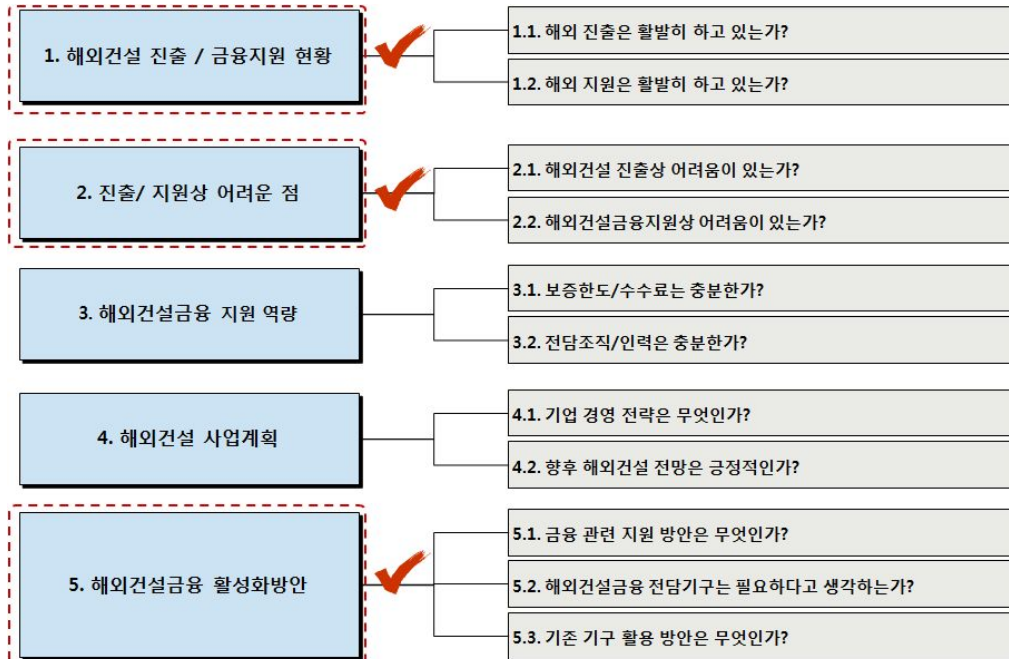 1. 해외건설 진출 / 금융지원 현황
1.1. 해외 진출은 활발히 하고 있는가?
1.2. 해외 지원은 활발히 하고 있는가?
2. 진출/ 지원상 어려운 점
2.1. 해외건설 진출상 어려움이 있는가?
2.2. 해외건설금융지원상 어려움이 있는가?
3. 해외건설금융 지원 역량
3.1. 보증한도/수수료는 충분한가?
3.2. 전담조직/인력은 충분한가?
4. 해외건설 사업계획
4.1. 기업 경영 전략은 무엇인가?
4.2. 향후 해외건설 전망은 긍정적인가?
5. 해외건설금융 활성화방안
5.1. 금융 관련 지원 방안은 무엇인가?
5.2. 해외건설금융 전담기구는 필요하다고 생각하는가?
5.3. 기존 기구 활용 방안은 무엇인가?